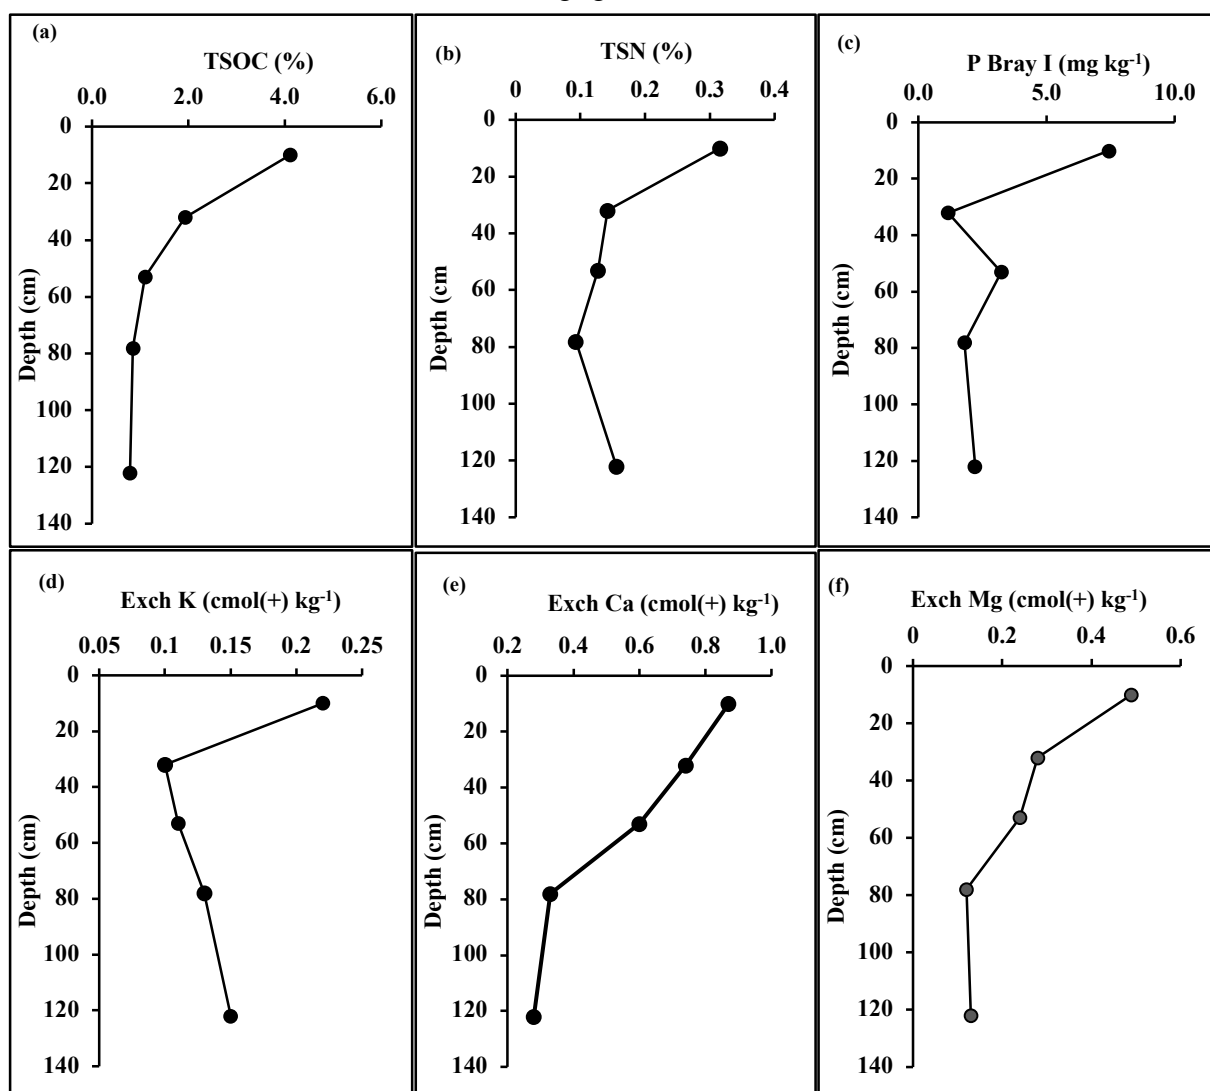 (a)
TSOC (%)
0.0 2.0 4.0 6.0
0
20
40
60
80
100
120
140
Depth (cm)
(b)
TSN (%)
0 0.1 0.2 0.3 0.4
0
20
40
60
80
100
120
140
Depth (cm
(c)
P Bray I (mg kg⁻¹)
0.0 5.0 10.0
0
20
40
60
80
100
120
140
Depth (cm)
(d)
Exch K (cmol(+) kg⁻¹)
0.05 0.1 0.15 0.2 0.25
0
20
40
60
80
100
120
140
Depth (cm)
(e)
Exch Ca (cmol(+) kg⁻¹)
0.2 0.4 0.6 0.8 1.0
0
20
40
60
80
100
120
140
Depth (cm)
(f)
Exch Mg (cmol(+) kg⁻¹)
0 0.2 0.4 0.6
0
20
40
60
80
100
120
140
Depth (cm)